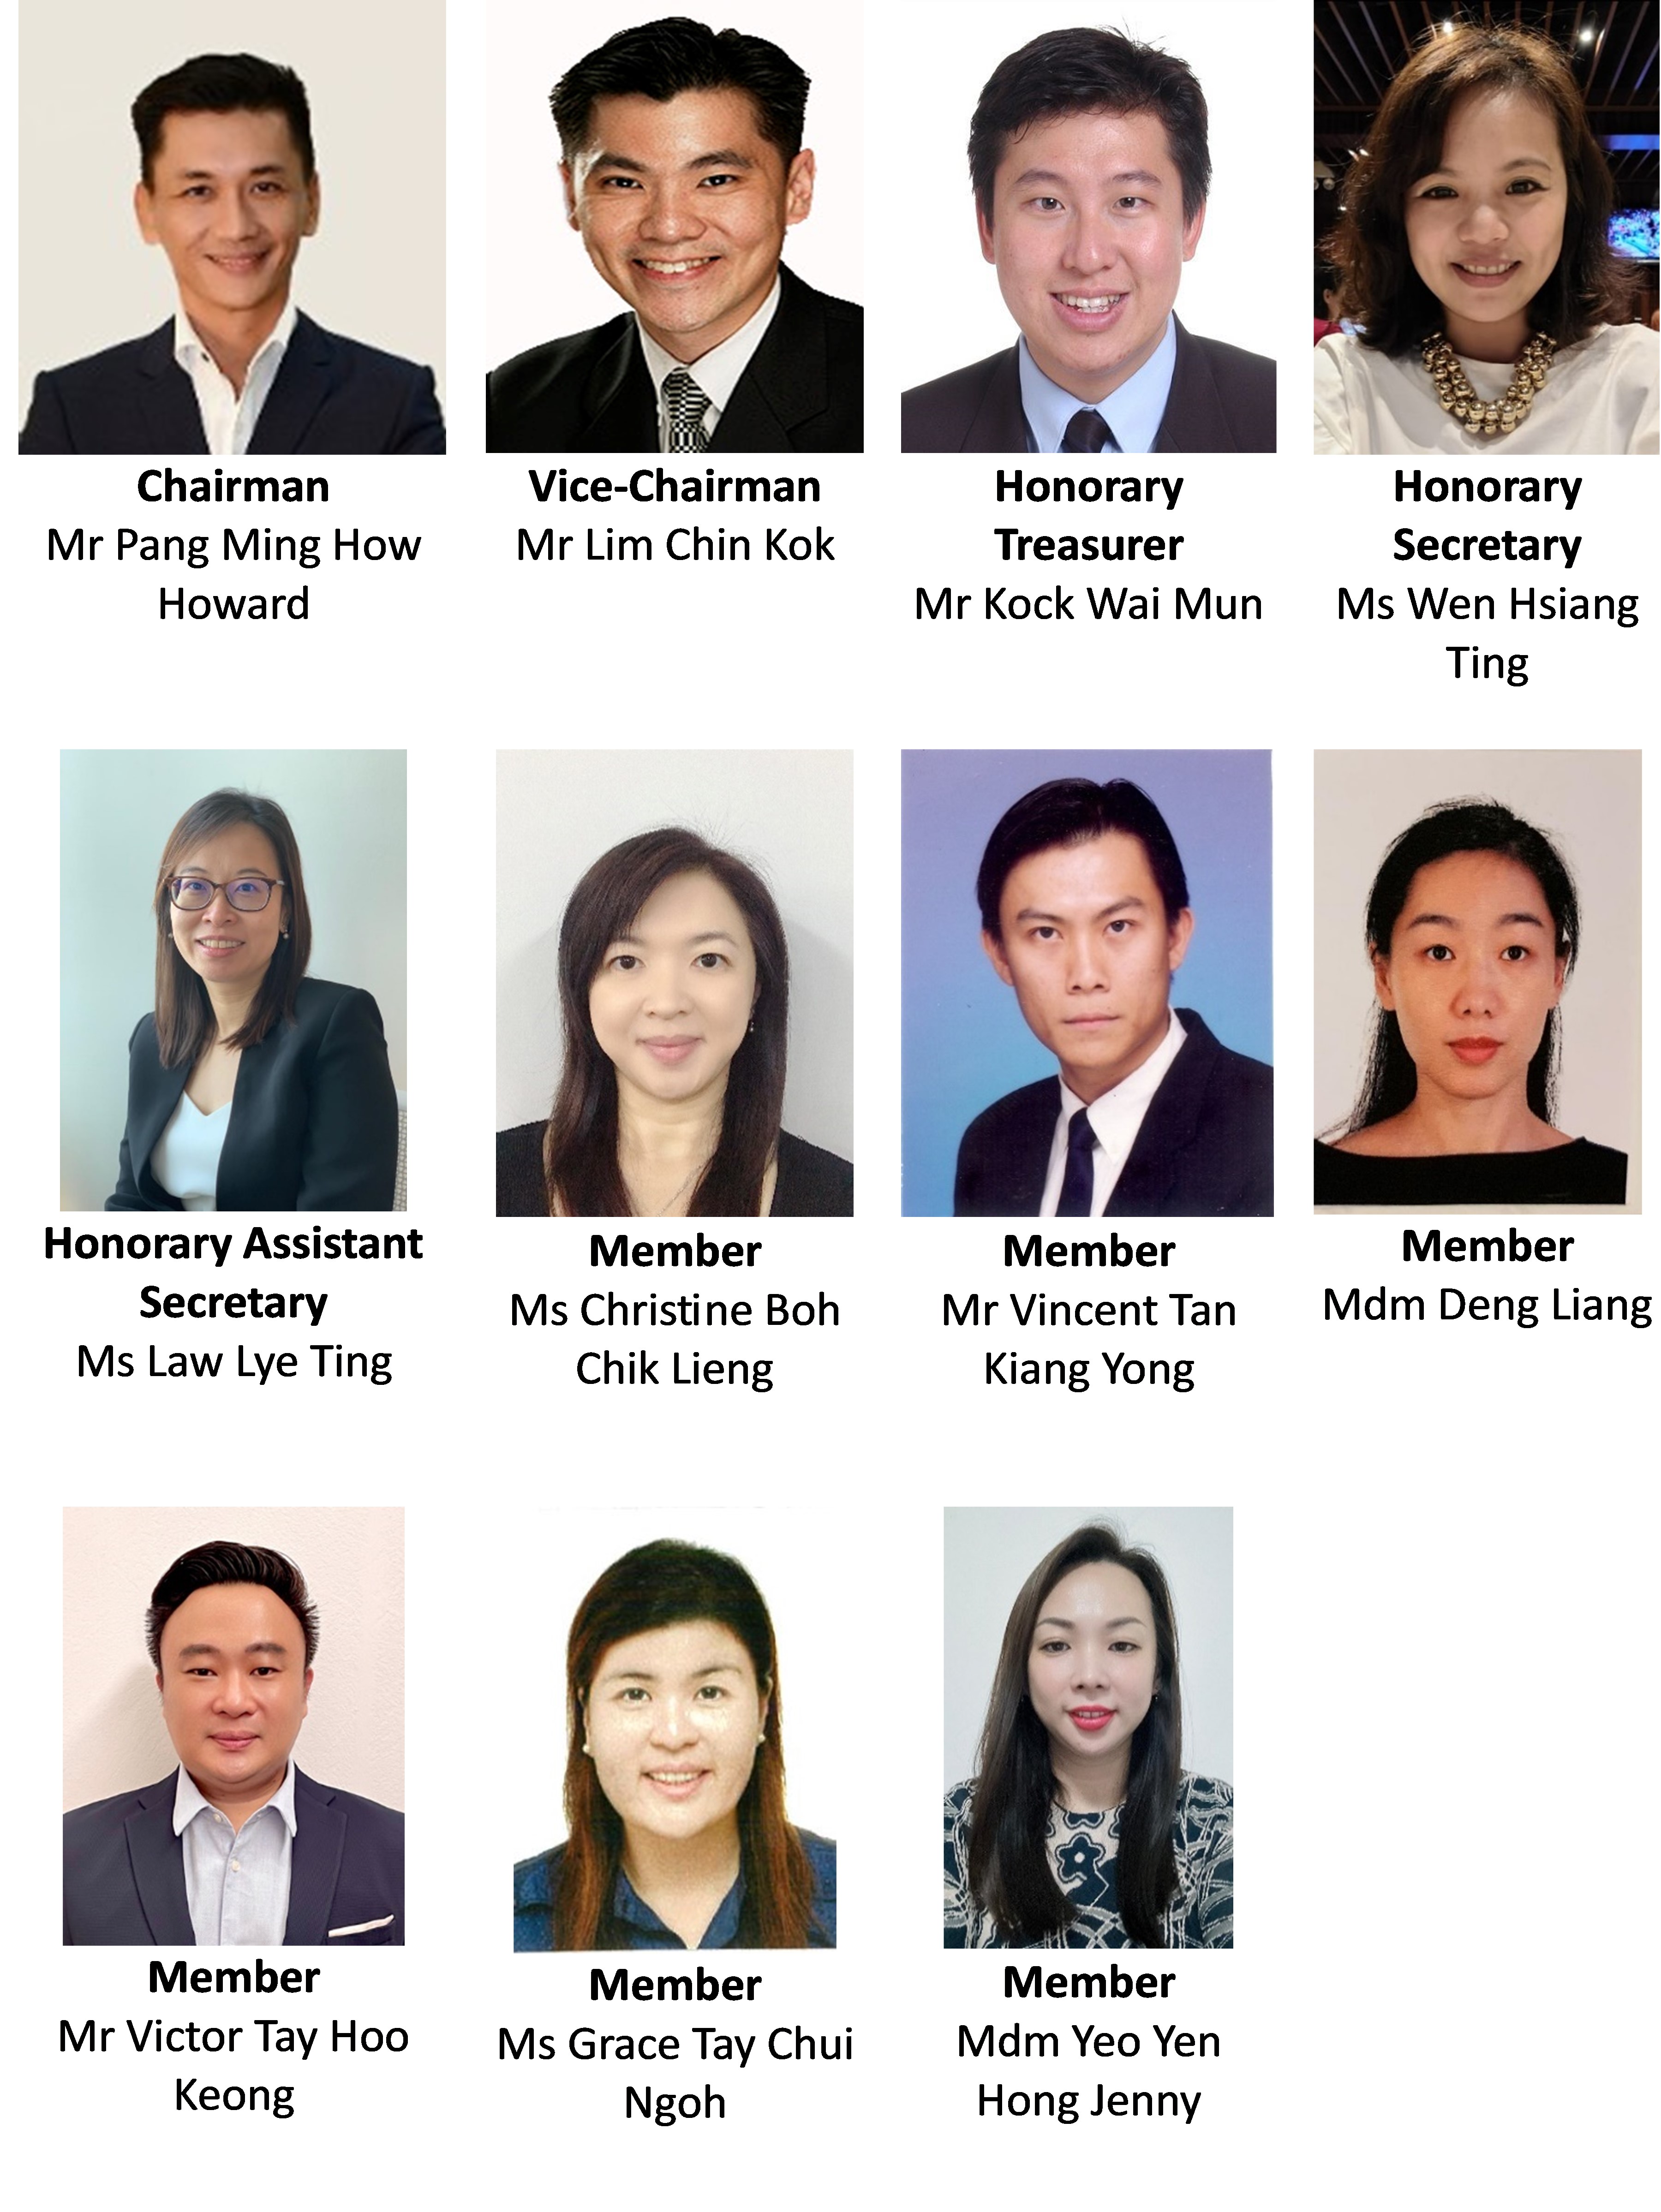 Chairman
Mr Pang Ming How
Howard
Vice-Chairman
Mr Lim Chin Kok
Honorary
Treasurer
Mr Kock Wai Mun
Honorary
Secretary
Ms Wen Hsiang
Ting
Honorary Assistant
Secretary
Ms Law Lye Ting
Member
Ms Christine Boh
Chik Lieng
Member
Mr Vincent Tan
Kiang Yong
Member
Mdm Deng Liang
Member
Mr Victor Tay Hoo
Keong
Member
Ms Grace Tay Chui
Ngoh
Member
Mdm Yeo Yen
Hong Jenny